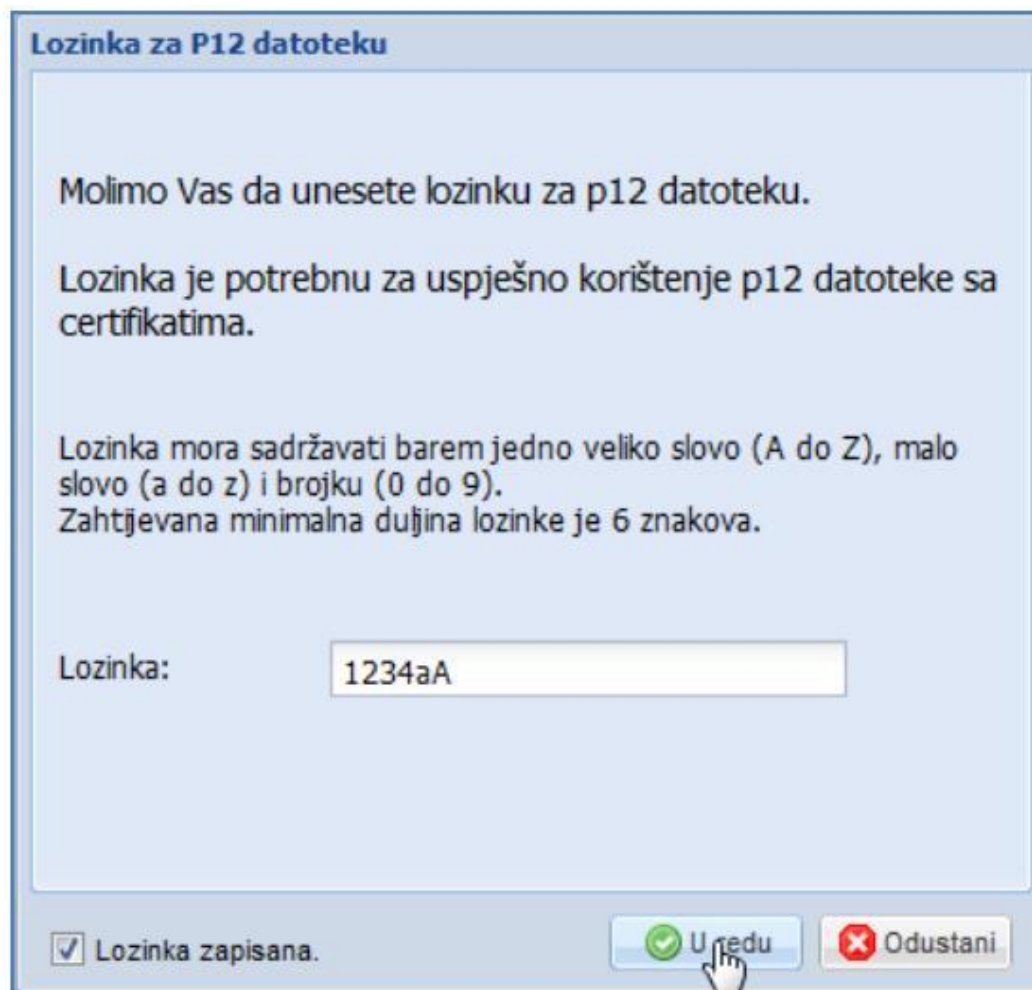 Lozinka za P12 datoteku
Molimo Vas da unesete lozinku za p12 datoteku.
Lozinka je potrebnu za uspješno korištenje p12 datoteke sa
certifikatima.
Lozinka mora sadržavati barem jedno veliko slovo (A do Z), malo
slovo (a do z) i brojku (0 do 9).
Zahtijevana minimalna duljina lozinke je 6 znakova.
Lozinka: 1234aA
Lozinka zapisana. U redu Odustani